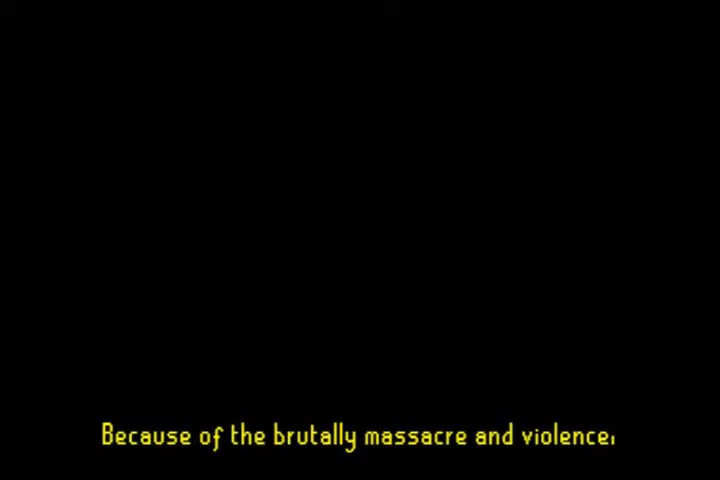 Because of the brutally massacre and violence,